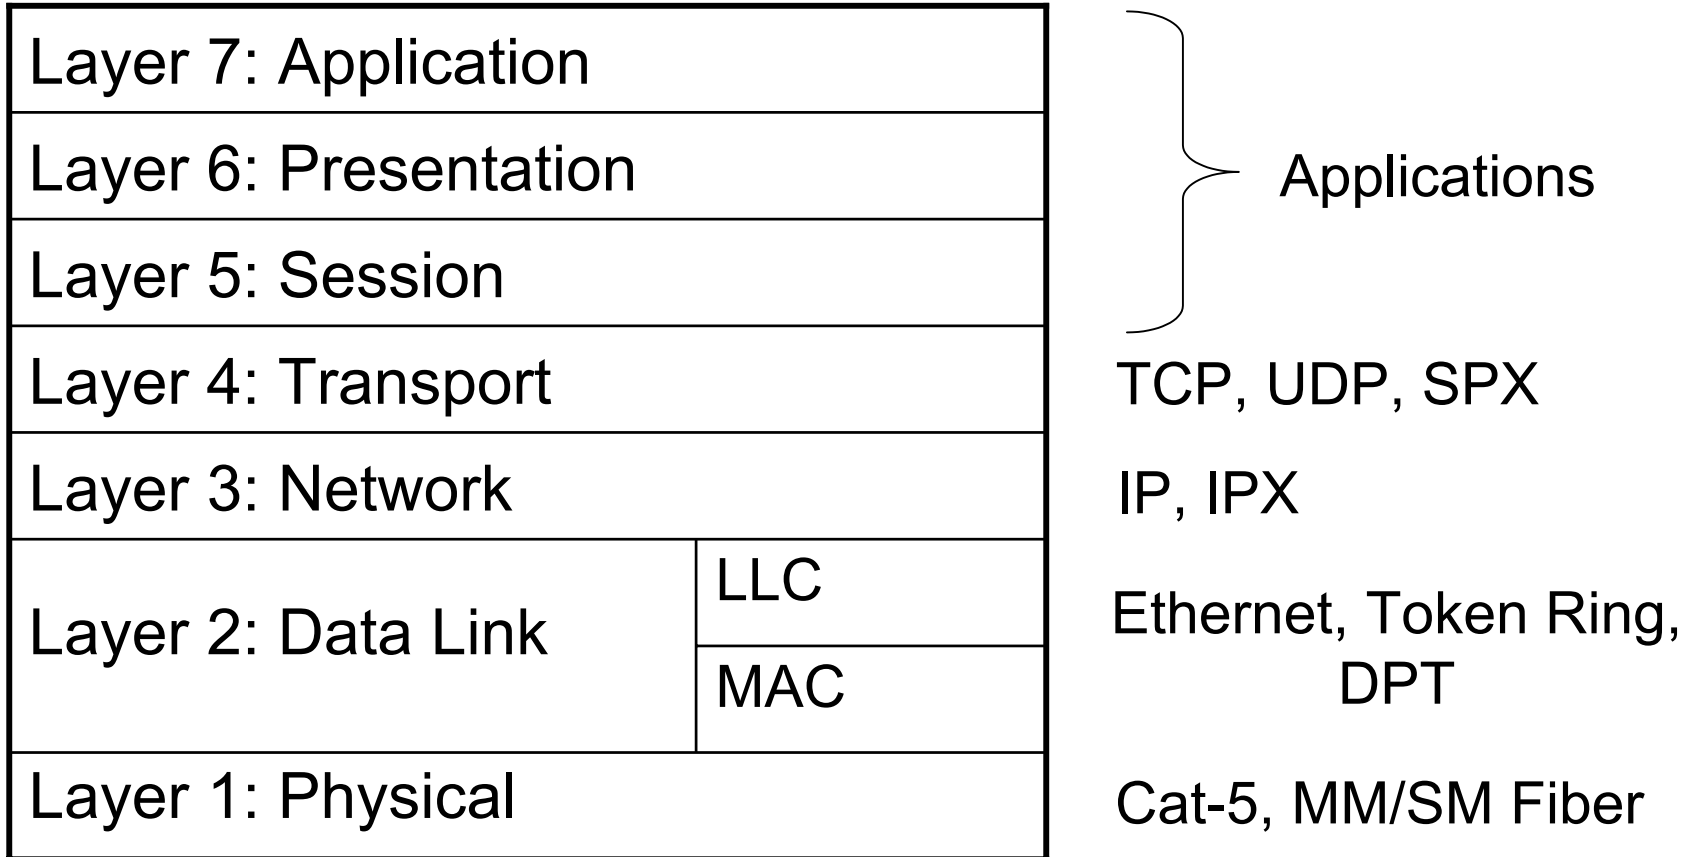 Layer 7: Application
Layer 6: Presentation
Applications
Layer 5: Session
Layer 4: Transport
TCP, UDP, SPX
Layer 3: Network
IP, IPX
Layer 2: Data Link
LLC
MAC
Ethernet, Token Ring,
DPT
Layer 1: Physical
Cat-5, MM/SM Fiber